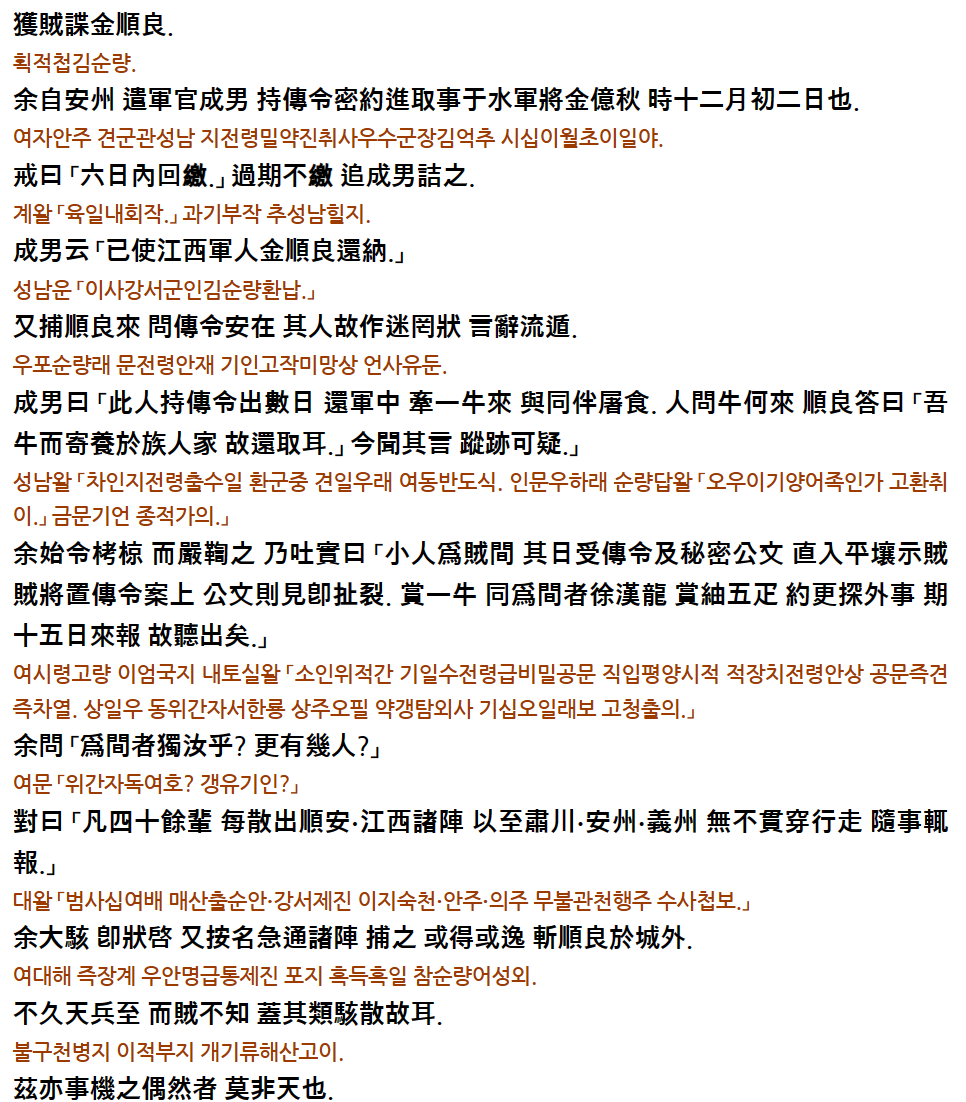 獲賊諜金順良.
획적첩김순량.
余自安州 遣軍官成男 持傳令密約進取事于水軍將金億秋 時十二月初二日也.
여자안주 견군관성남 지전령밀약진취사우수군장김억추 시십이월초이일야.
戒曰 ｢六日內回繳.｣ 過期不繳 追成男詰之.
계왈 ｢육일내회작.｣ 과기부작 추성남힐지.
成男云 ｢已使江西軍人金順良還納.｣
성남운 ｢이사강서군인김순량환납.｣
又捕順良來 問傳令安在 其人故作迷罔狀 言辭流遁.
우포순량래 문전령안재 기인고작미망상 언사유둔.
成男曰 ｢此人持傳令出數日 還軍中 牽一牛來 與同伴屠食. 人問牛何來 順良答曰 ｢吾
牛而寄養於族人家 故還取耳.｣ 今聞其言 蹤跡可疑.｣
성남왈 ｢차인지전령출수일 환군중 견일우래 여동반도식. 인문우하래 순량답왈 ｢오우이기양어족인가 고환취
이.｣ 금문기언 종적가의.｣
余始令栲椋 而嚴鞫之 乃吐實曰 ｢小人爲賊間 其日受傳令及秘密公文 直入平壤示賊
賊將置傳令案上 公文則見卽扯裂. 賞一牛 同爲間者徐漢龍 賞紬五疋 約更探外事 期
十五日來報 故聽出矣.｣
여시령고량 이엄국지 내토실왈 ｢소인위적간 기일수전령급비밀공문 직입평양시적 적장치전령안상 공문즉견
즉차열. 상일우 동위간자서한룡 상주오필 약갱탐외사 기십오일래보 고청출의.｣
余問 ｢爲間者獨汝乎? 更有幾人?｣
여문 ｢위간자독여호? 갱유기인?｣
對曰 ｢凡四十餘輩 每散出順安·江西諸陣 以至肅川·安州·義州 無不貫穿行走 隨事輒
報.｣
대왈 ｢범사십여배 매산출순안·강서제진 이지숙천·안주·의주 무불관천행주 수사첩보.｣
余大駭 卽狀啓 又按名急通諸陣 捕之 或得或逸 斬順良於城外.
여대해 즉장계 우안명급통제진 포지 혹득혹일 참순량어성외.
不久天兵至 而賊不知 蓋其類駭散故耳.
불구천병지 이적부지 개기류해산고이.
茲亦事機之偶然者 莫非天也.